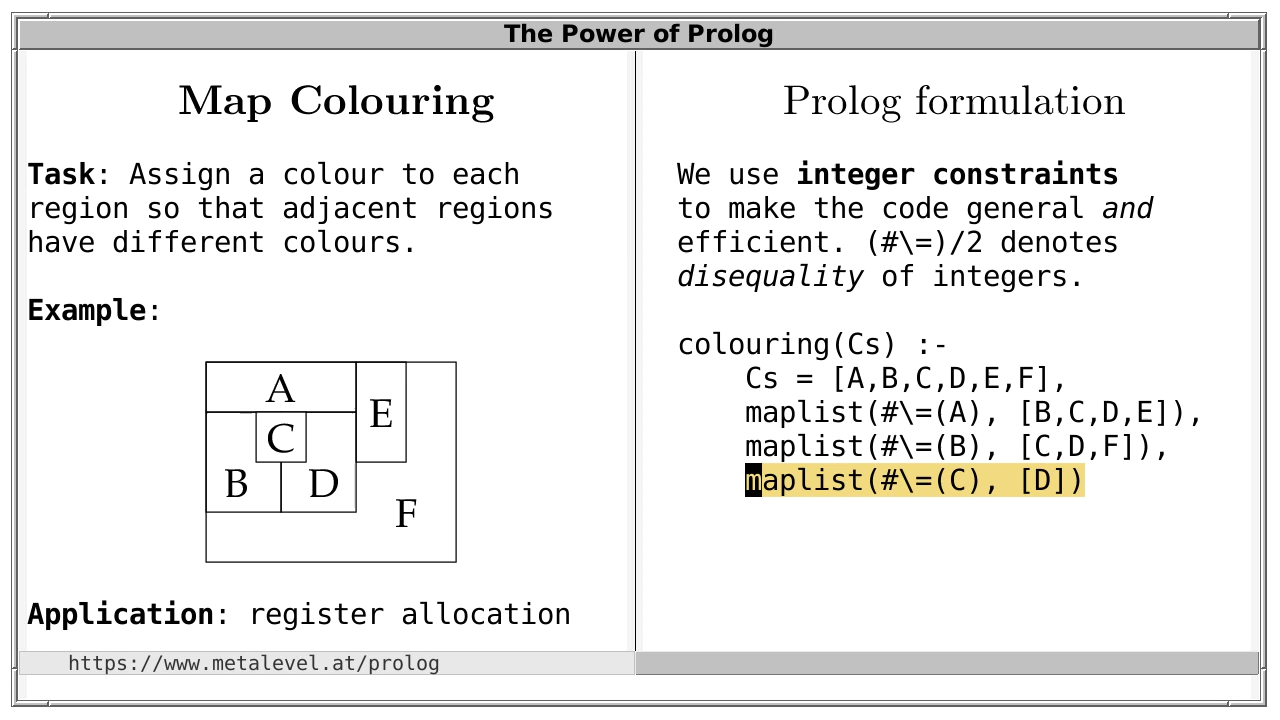 The Power of Prolog
Map Colouring
Task: Assign a colour to each
region so that adjacent regions
have different colours.
Example:
A
E
C
B
D
F
Application: register allocation
https://www.metalevel.at/prolog
Prolog formulation
We use integer constraints
to make the code general and
efficient. (#\=)/2 denotes
disequality of integers.
colouring(Cs) :-
    Cs = [A,B,C,D,E,F],
    maplist(#\=(A), [B,C,D,E]),
    maplist(#\=(B), [C,D,F]),
    maplist(#\=(C), [D])